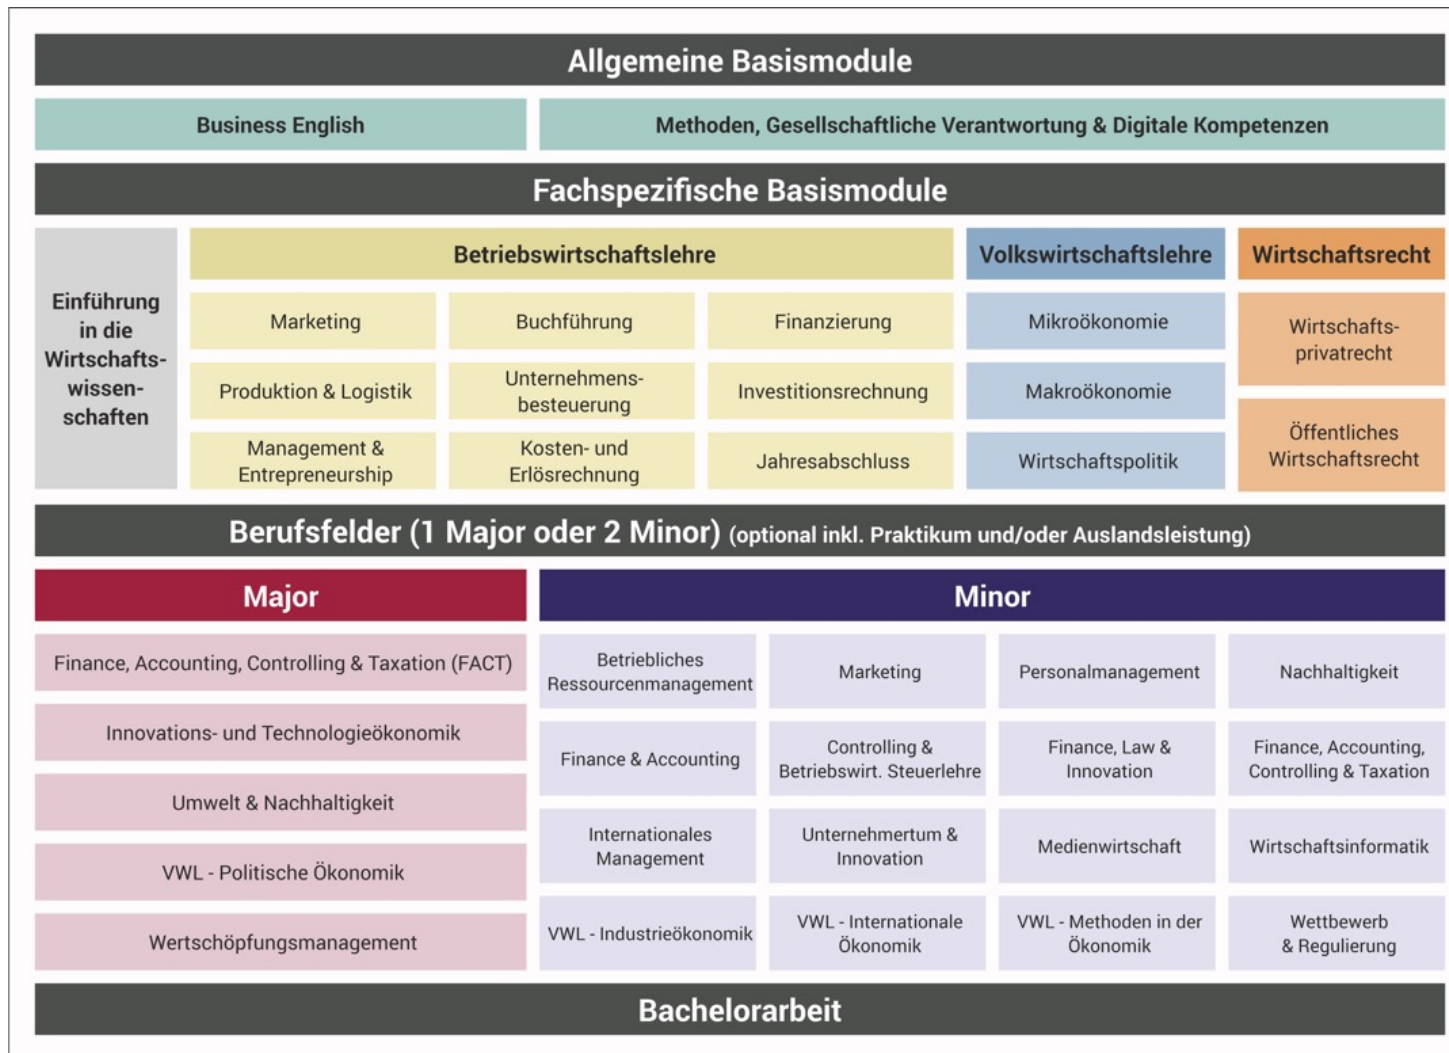 Allgemeine Basismodule
Business English
Methoden, Gesellschaftliche Verantwortung & Digitale Kompetenzen
Fachspezifische Basismodule
Einführung
in die
Wirtschafts-
wissen-
schaften
Betriebswirtschaftslehre
Marketing
Buchführung
Finanzierung
Produktion & Logistik
Unternehmens-
besteuerung
Investitionsrechnung
Management &
Entrepreneurship
Kosten- und
Erlösrechnung
Jahresabschluss
Volkswirtschaftslehre
Mikroökonomie
Makroökonomie
Wirtschaftspolitik
Wirtschaftsrecht
Wirtschafts-
privatrecht
Öffentliches
Wirtschaftsrecht
Berufsfelder (1 Major oder 2 Minor) (optional inkl. Praktikum und/oder Auslandsleistung)
Major
Finance, Accounting, Controlling & Taxation (FACT)
Innovations- und Technologieökonomik
Umwelt & Nachhaltigkeit
VWL - Politische Ökonomik
Wertschöpfungsmanagement
Minor
Betriebliches
Ressourcenmanagement
Marketing
Personalmanagement
Nachhaltigkeit
Finance & Accounting
Controlling &
Betriebswirt. Steuerlehre
Finance, Law &
Innovation
Finance, Accounting,
Controlling & Taxation
Internationales
Management
Unternehmertum &
Innovation
Medienwirtschaft
Wirtschaftsinformatik
VWL - Industrieökonomik
VWL - Internationale
Ökonomik
VWL - Methoden in der
Ökonomik
Wettbewerb
& Regulierung
Bachelorarbeit